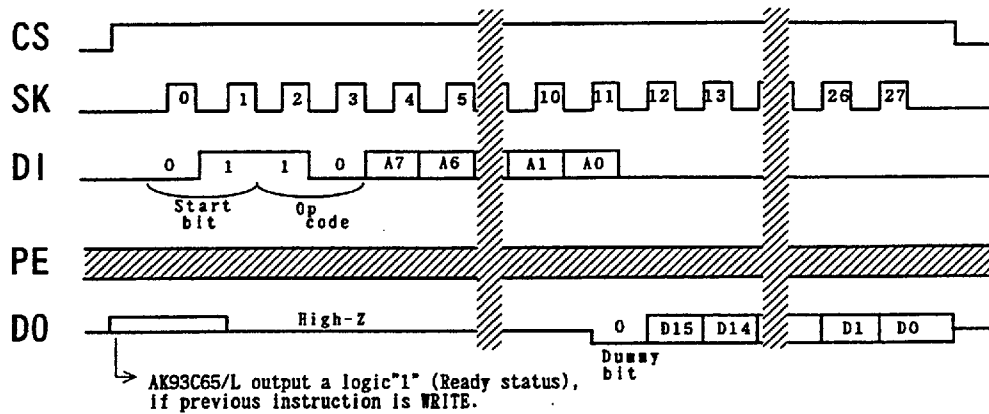 CS
SK 0 1 2 3 4 5 10 11 12 13 26 27
DI 0 1 1 0 A7 A6 A1 A0
Start bit
Op code
PE
DO High-Z 0 D15 D14 D1 D0
Dummy bit
AK93C65/L output a logic"1" (Ready status),
if previous instruction is WRITE.